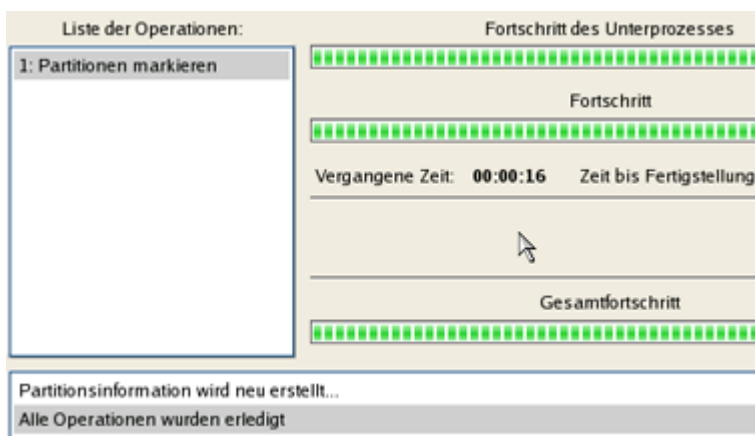 Liste der Operationen:
1: Partitionen markieren
Fortschritt des Unterprozesses
Fortschritt
Vergangene Zeit: 00:00:16 Zeit bis Fertigstellung
Gesamtfortschritt
Partitionsinformation wird neu erstellt...
Alle Operationen wurden erledigt